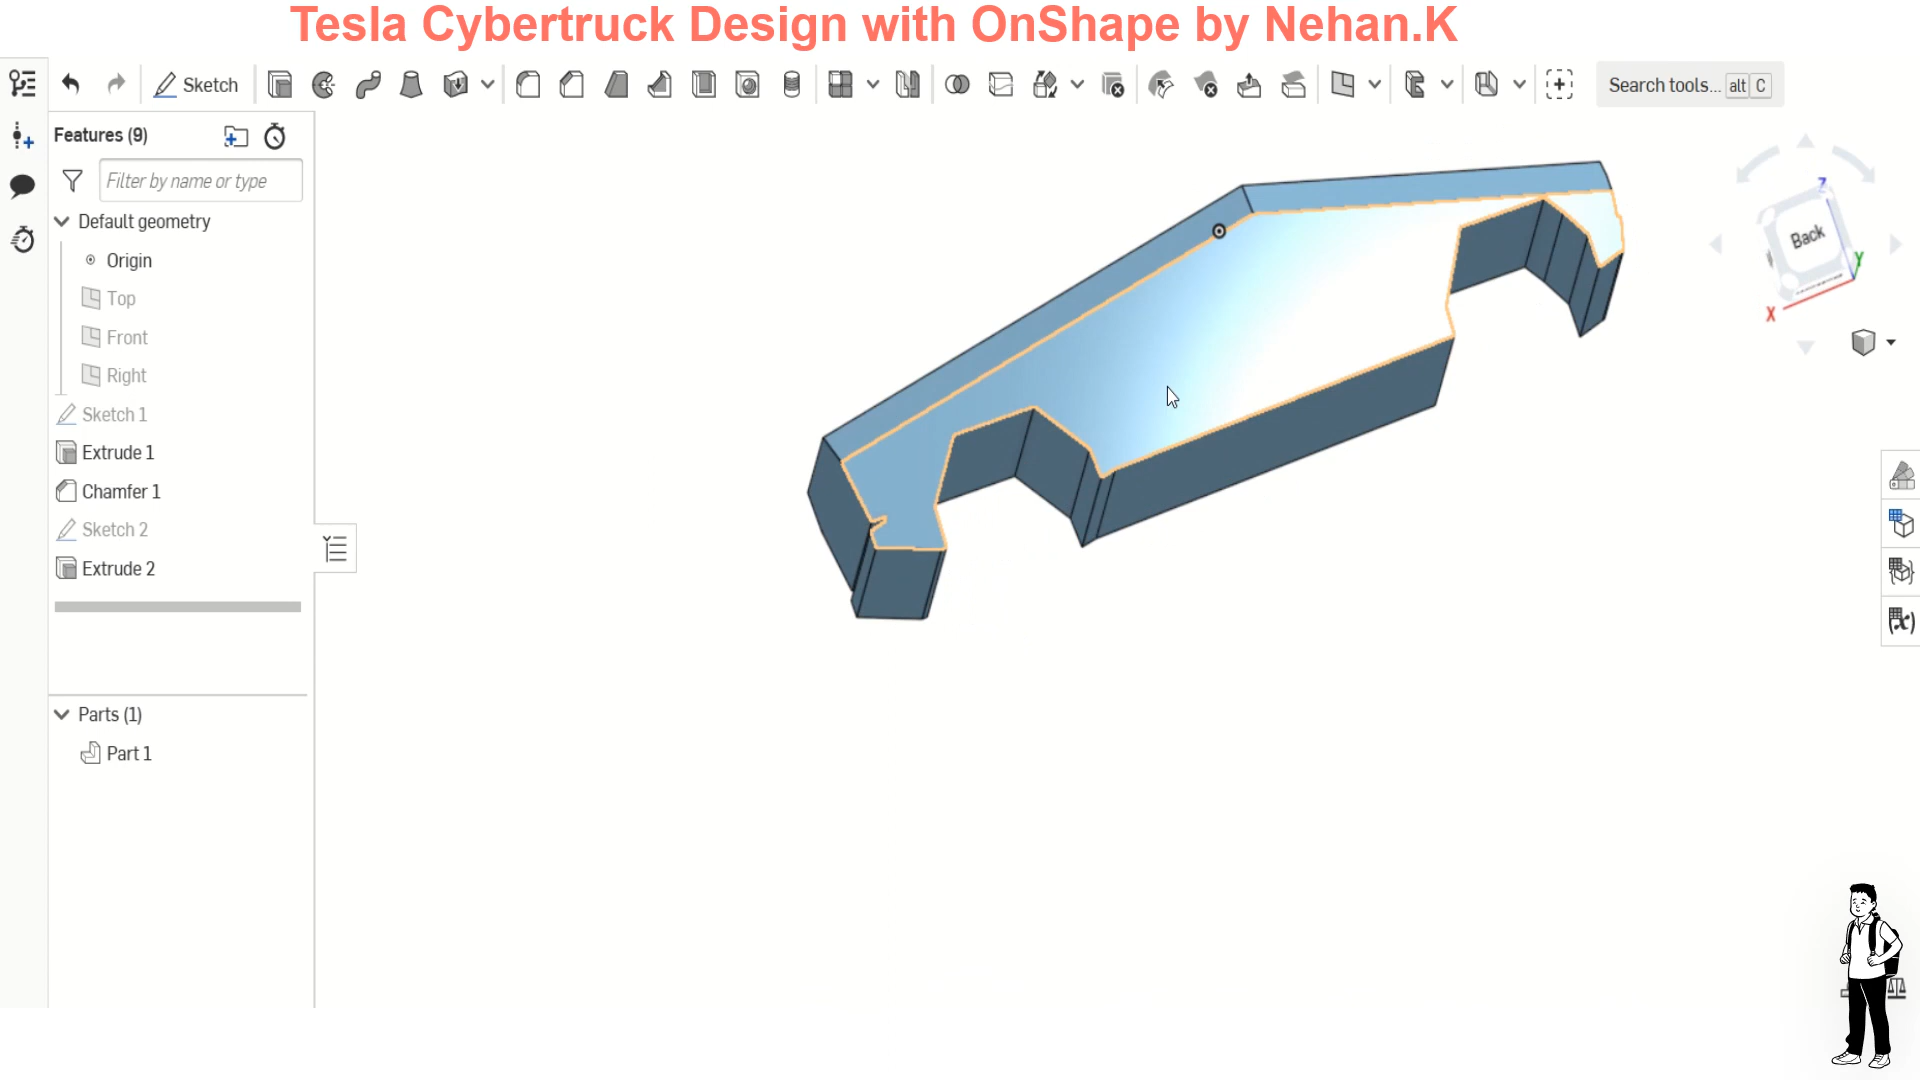 Tesla Cybertruck Design with OnShape by Nehan.K
Sketch
Search tools... alt C
Features (9)
Filter by name or type
Default geometry
Origin
Top
Front
Right
Sketch 1
Extrude 1
Chamfer 1
Sketch 2
Extrude 2
Parts (1)
Part 1
Z
Back
Y
X
(x)